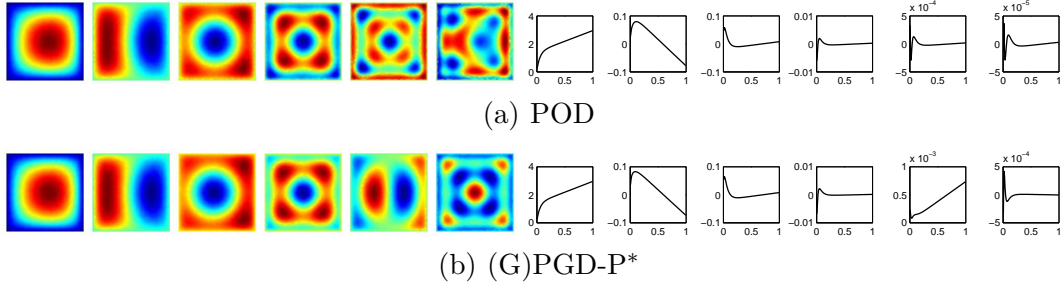 4 2 0 0 0.5 1
0.1 0 −0.1 0 0.5 1
0.1 0 −0.1 0 0.5 1
0.01 0 −0.01 0 0.5 1
x 10⁻⁴ 5 0 −5 0 0.5 1
x 10⁻⁵ 5 0 −5 0 0.5 1
(a) POD
4 2 0 0 0.5 1
0.1 0 −0.1 0 0.5 1
0.1 0 −0.1 0 0.5 1
0.01 0 −0.01 0 0.5 1
x 10⁻³ 1 0.5 0 0 0.5 1
x 10⁻⁴ 5 0 −5 0 0.5 1
(b) (G)PGD-P*